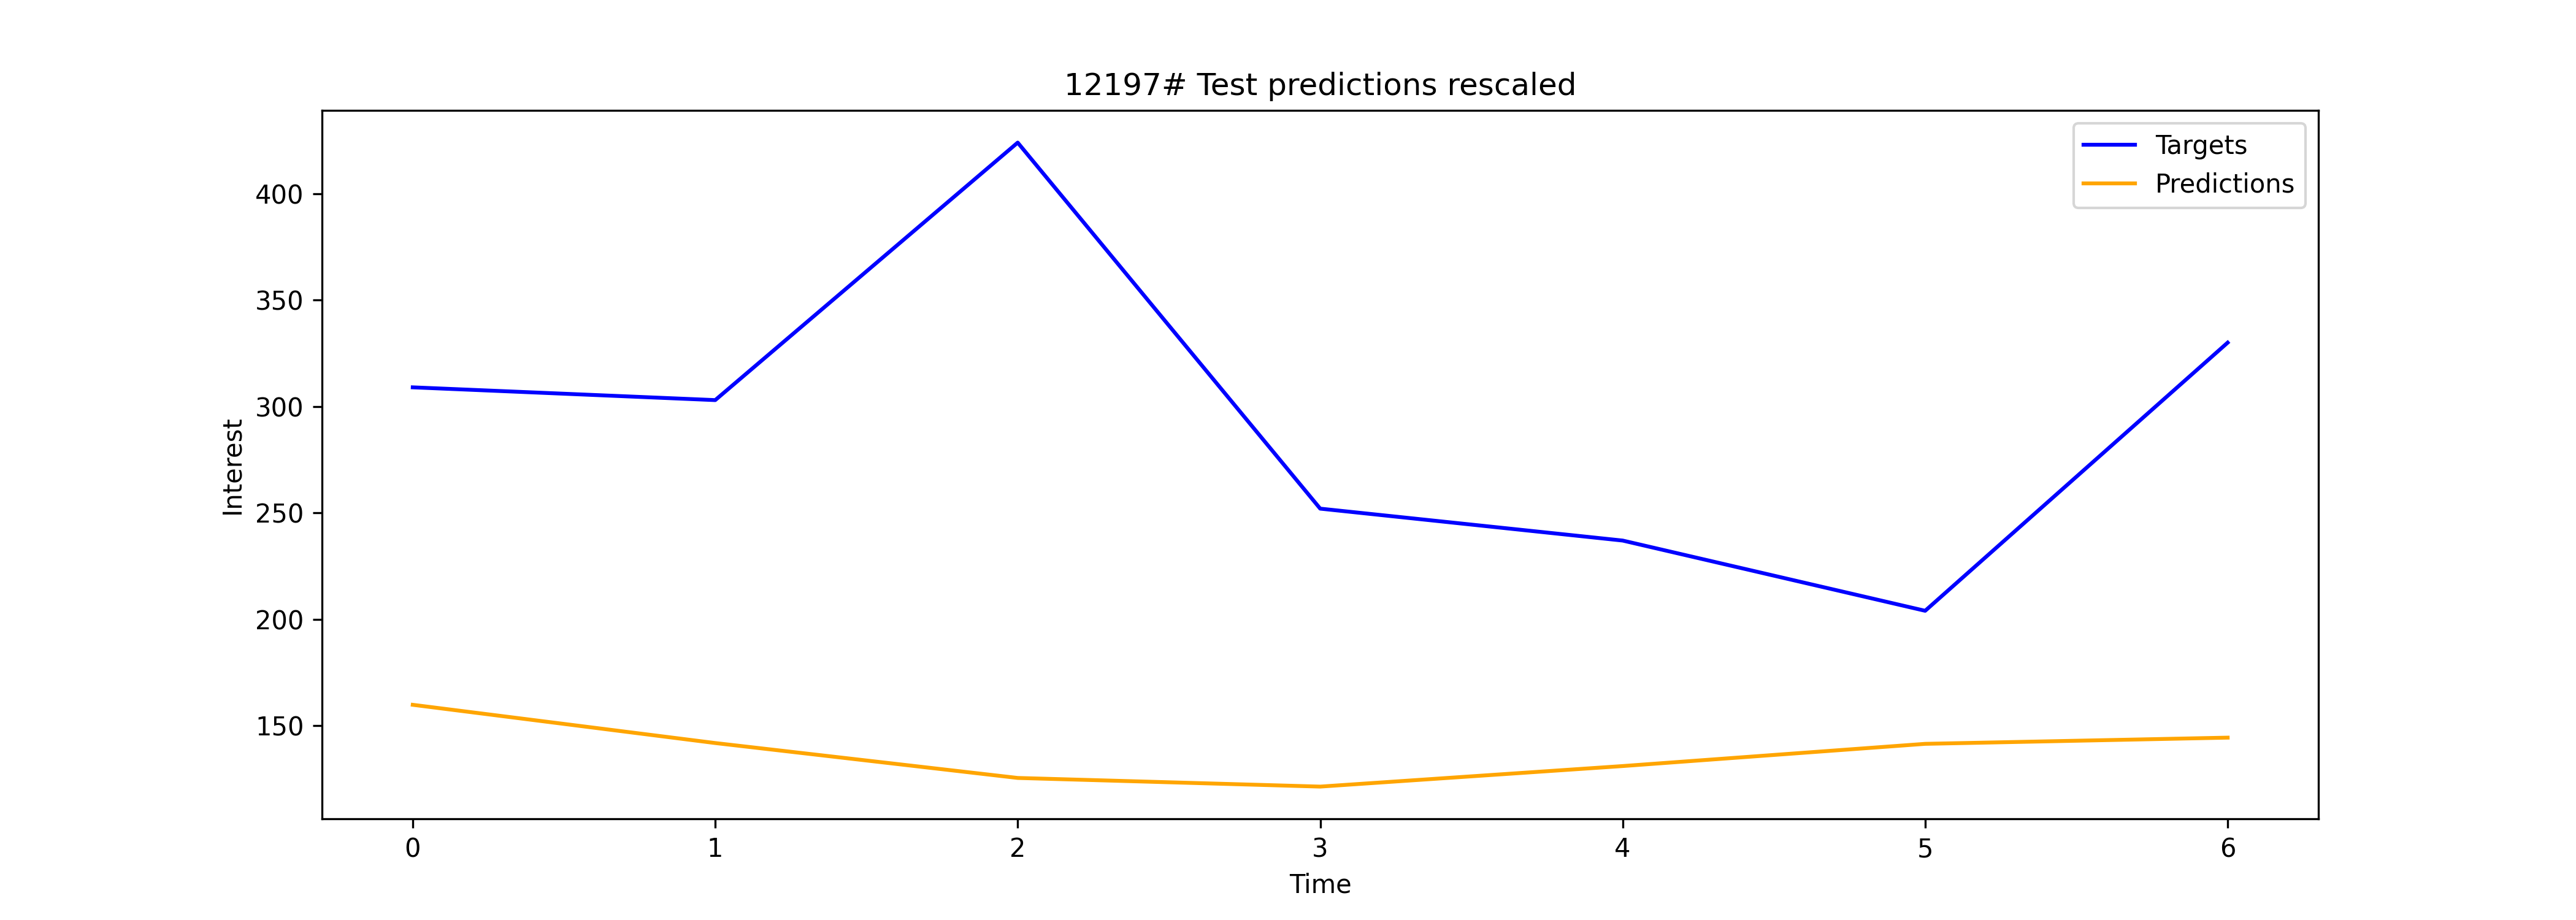 12197# Test predictions rescaled
Targets
Predictions
400
350
300
250
200
150
Interest
0 1 2 3 4 5 6
Time